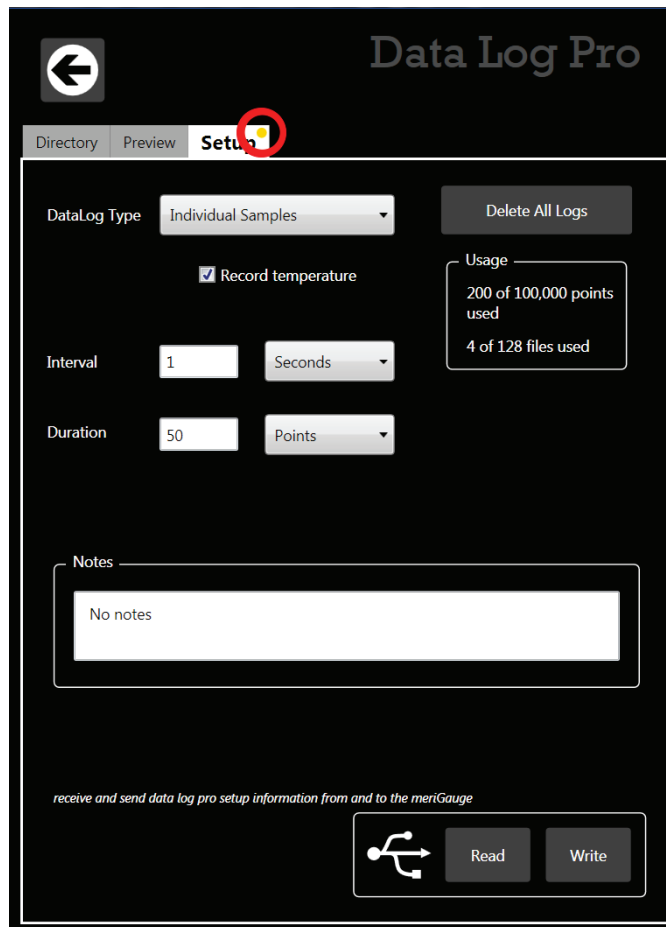 Data Log Pro
Directory Preview Setup
DataLog Type Individual Samples Delete All Logs
Record temperature
Usage
200 of 100,000 points
used
4 of 128 files used
Interval 1 Seconds
Duration 50 Points
Notes
No notes
receive and send data log pro setup information from and to the meriGauge
Read Write